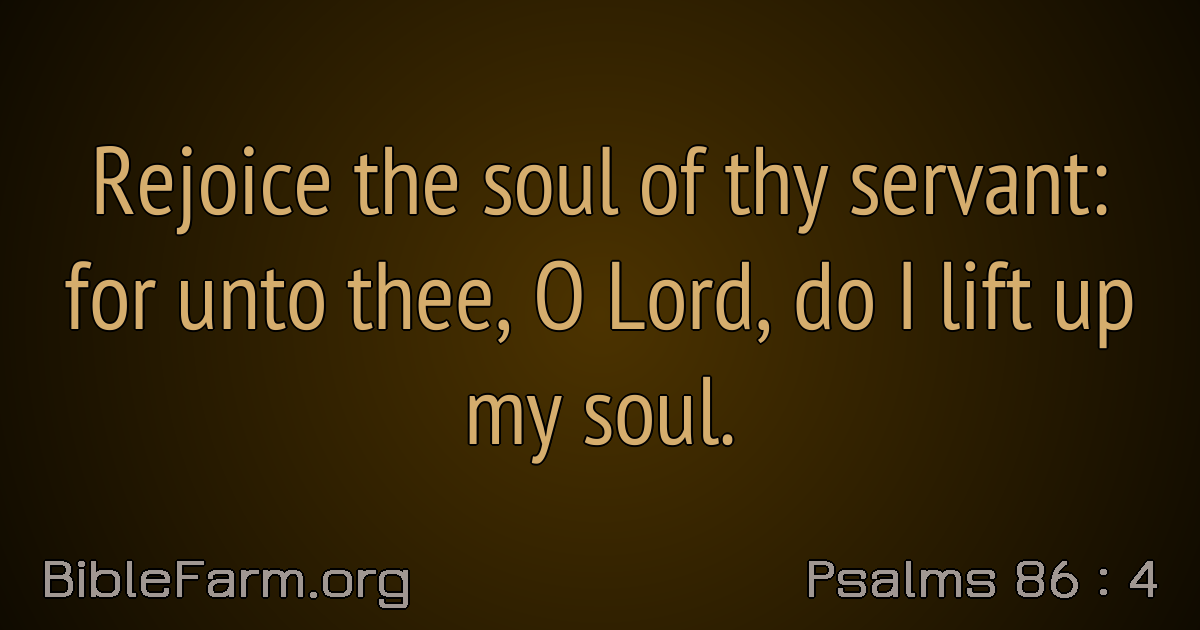 Rejoice the soul of thy servant:
for unto thee, O Lord, do I lift up
my soul.
BibleFarm.org
Psalms 86 : 4